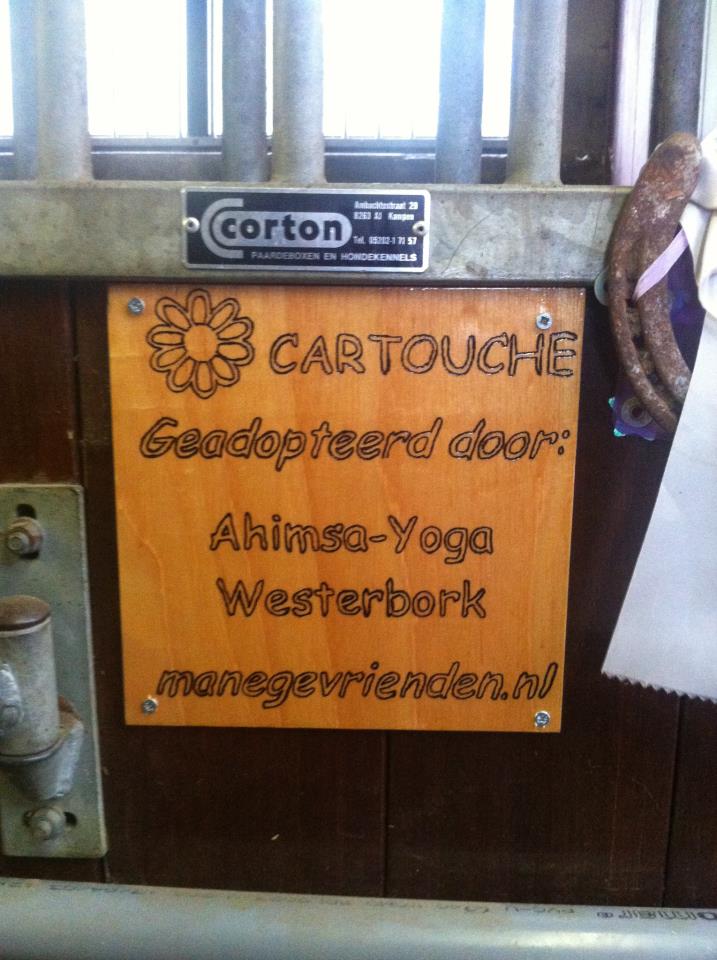 corton
Ambachtsstraat 29
8263 AJ Kampen
Tel. 05202-1 71 57
PAARDEBOXEN EN HONDEKENNELS
CARTOUCHE
Geadopteerd door:
Ahimsa-Yoga
Westerbork
manegevrienden.nl